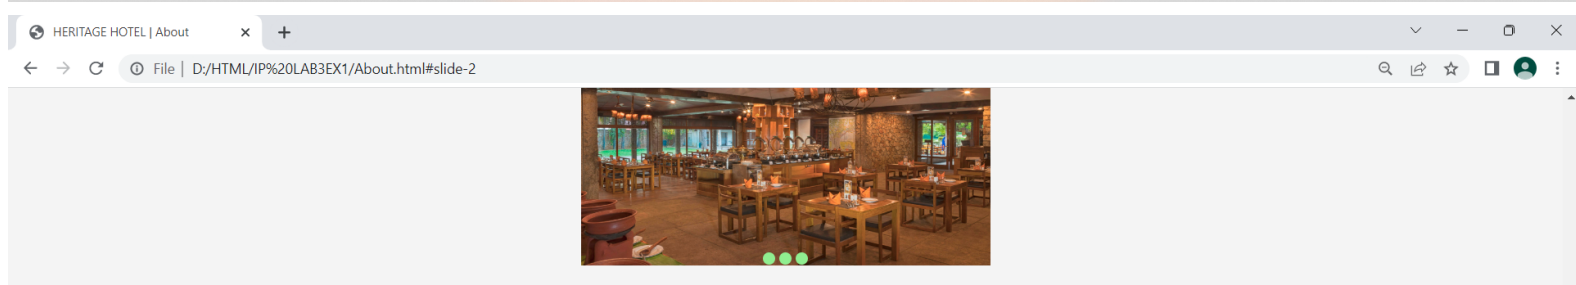 HERITAGE HOTEL | About
File | D:/HTML/IP%20LAB3EX1/About.html#slide-2